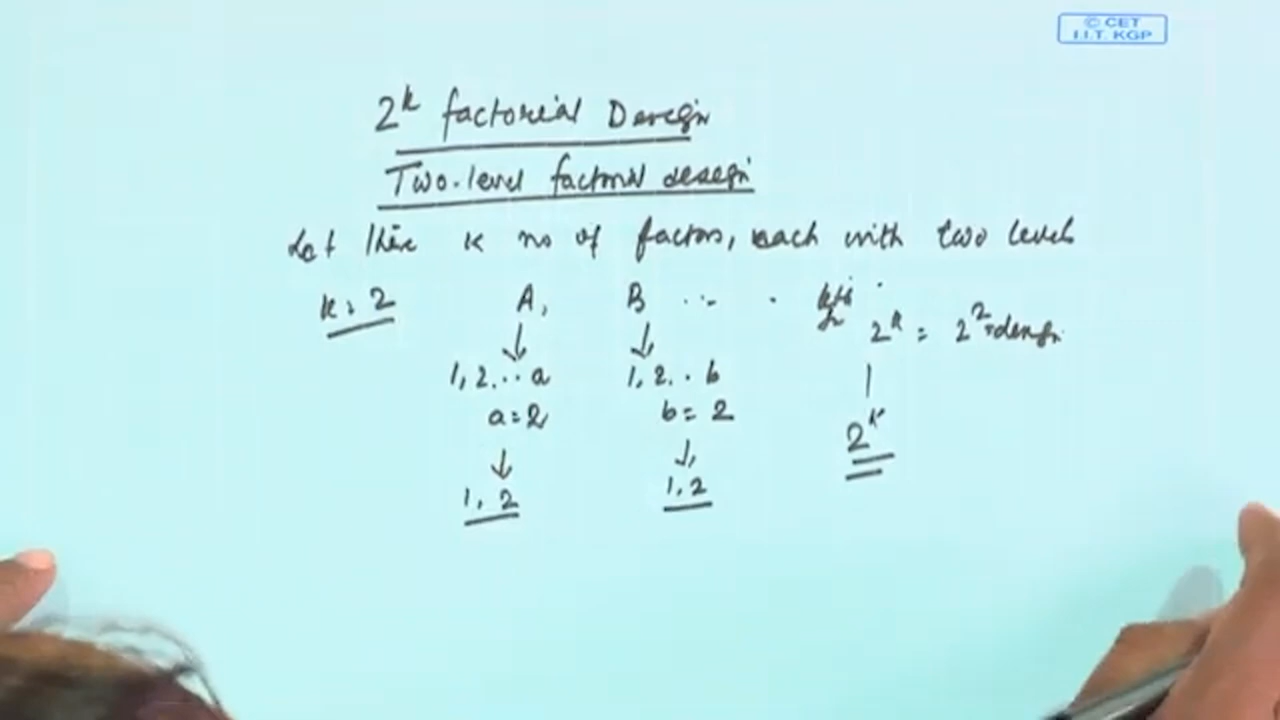 © CET
I.I.T. KGP
2^k factorial Design
Two-level factorial design
Let there k no of factors, each with two levels
k = 2 A, B ... .
2^k = 2^2 design
1, 2 ... a 1, 2 .. b
a = 2 b = 2
2^k
1, 2 1, 2